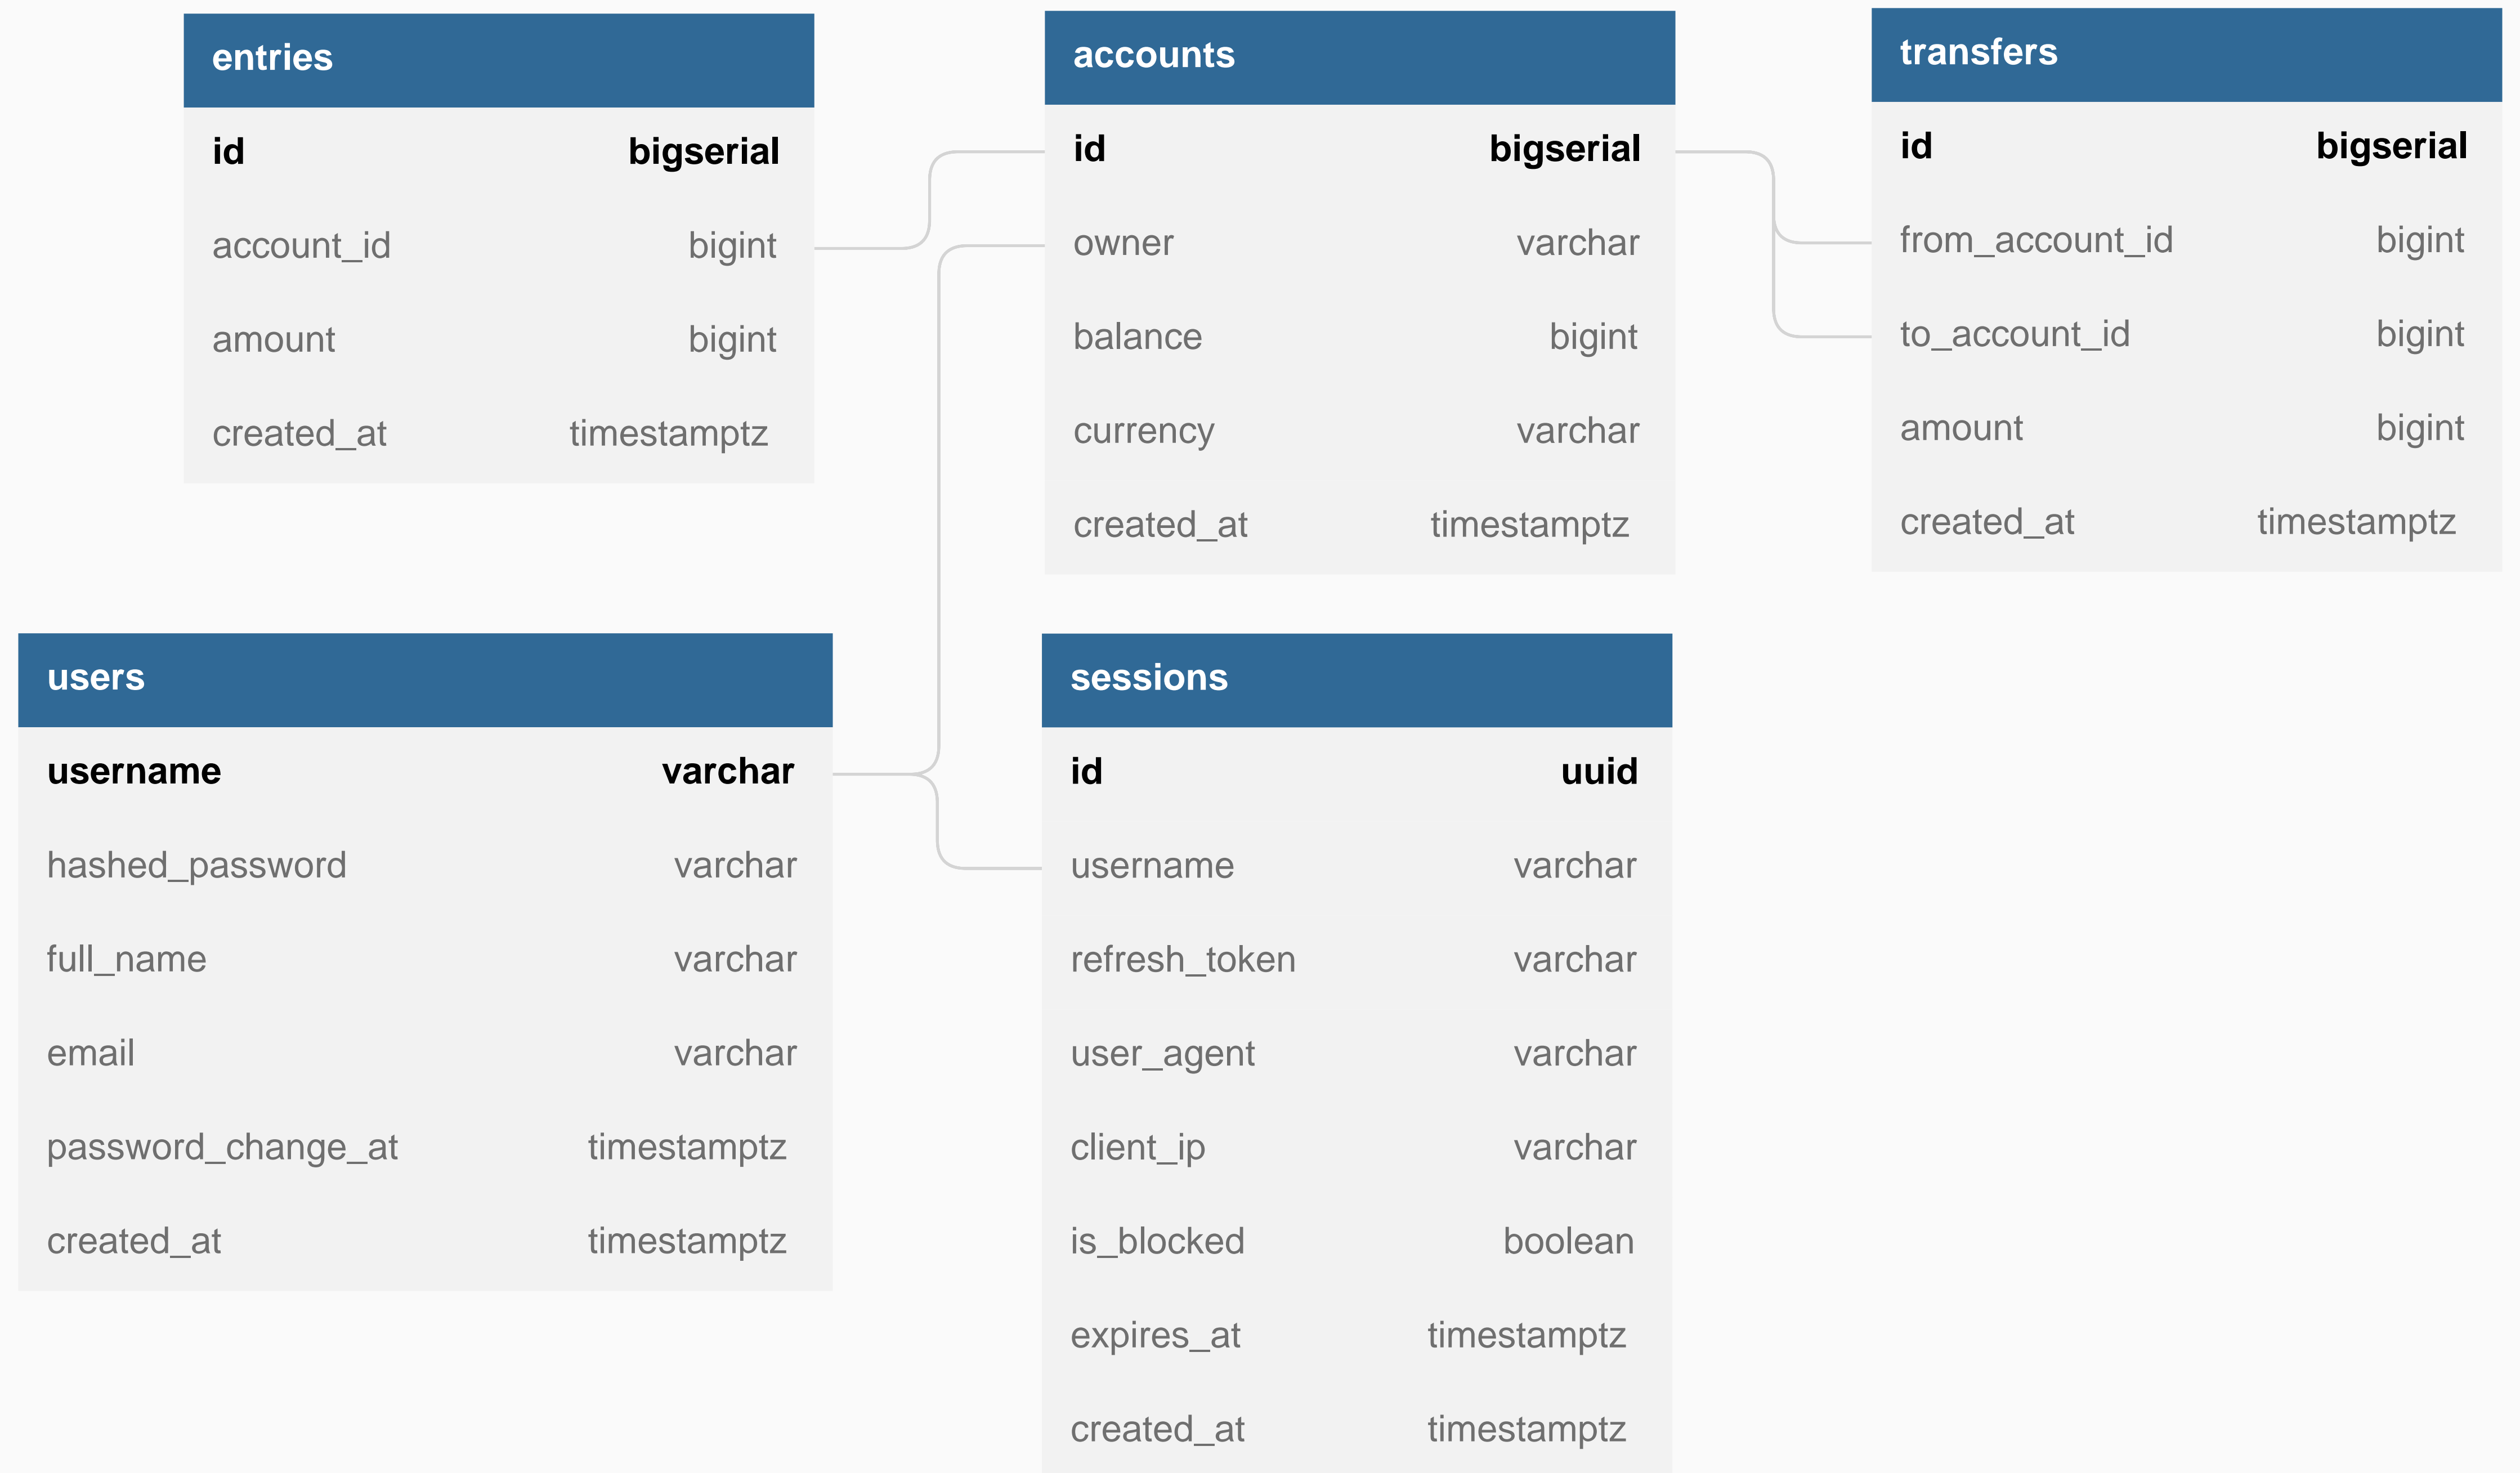 entries
id bigserial
account_id bigint
amount bigint
created_at timestamptz
accounts
id bigserial
owner varchar
balance bigint
currency varchar
created_at timestamptz
transfers
id bigserial
from_account_id bigint
to_account_id bigint
amount bigint
created_at timestamptz
users
username varchar
hashed_password varchar
full_name varchar
email varchar
password_change_at timestamptz
created_at timestamptz
sessions
id uuid
username varchar
refresh_token varchar
user_agent varchar
client_ip varchar
is_blocked boolean
expires_at timestamptz
created_at timestamptz